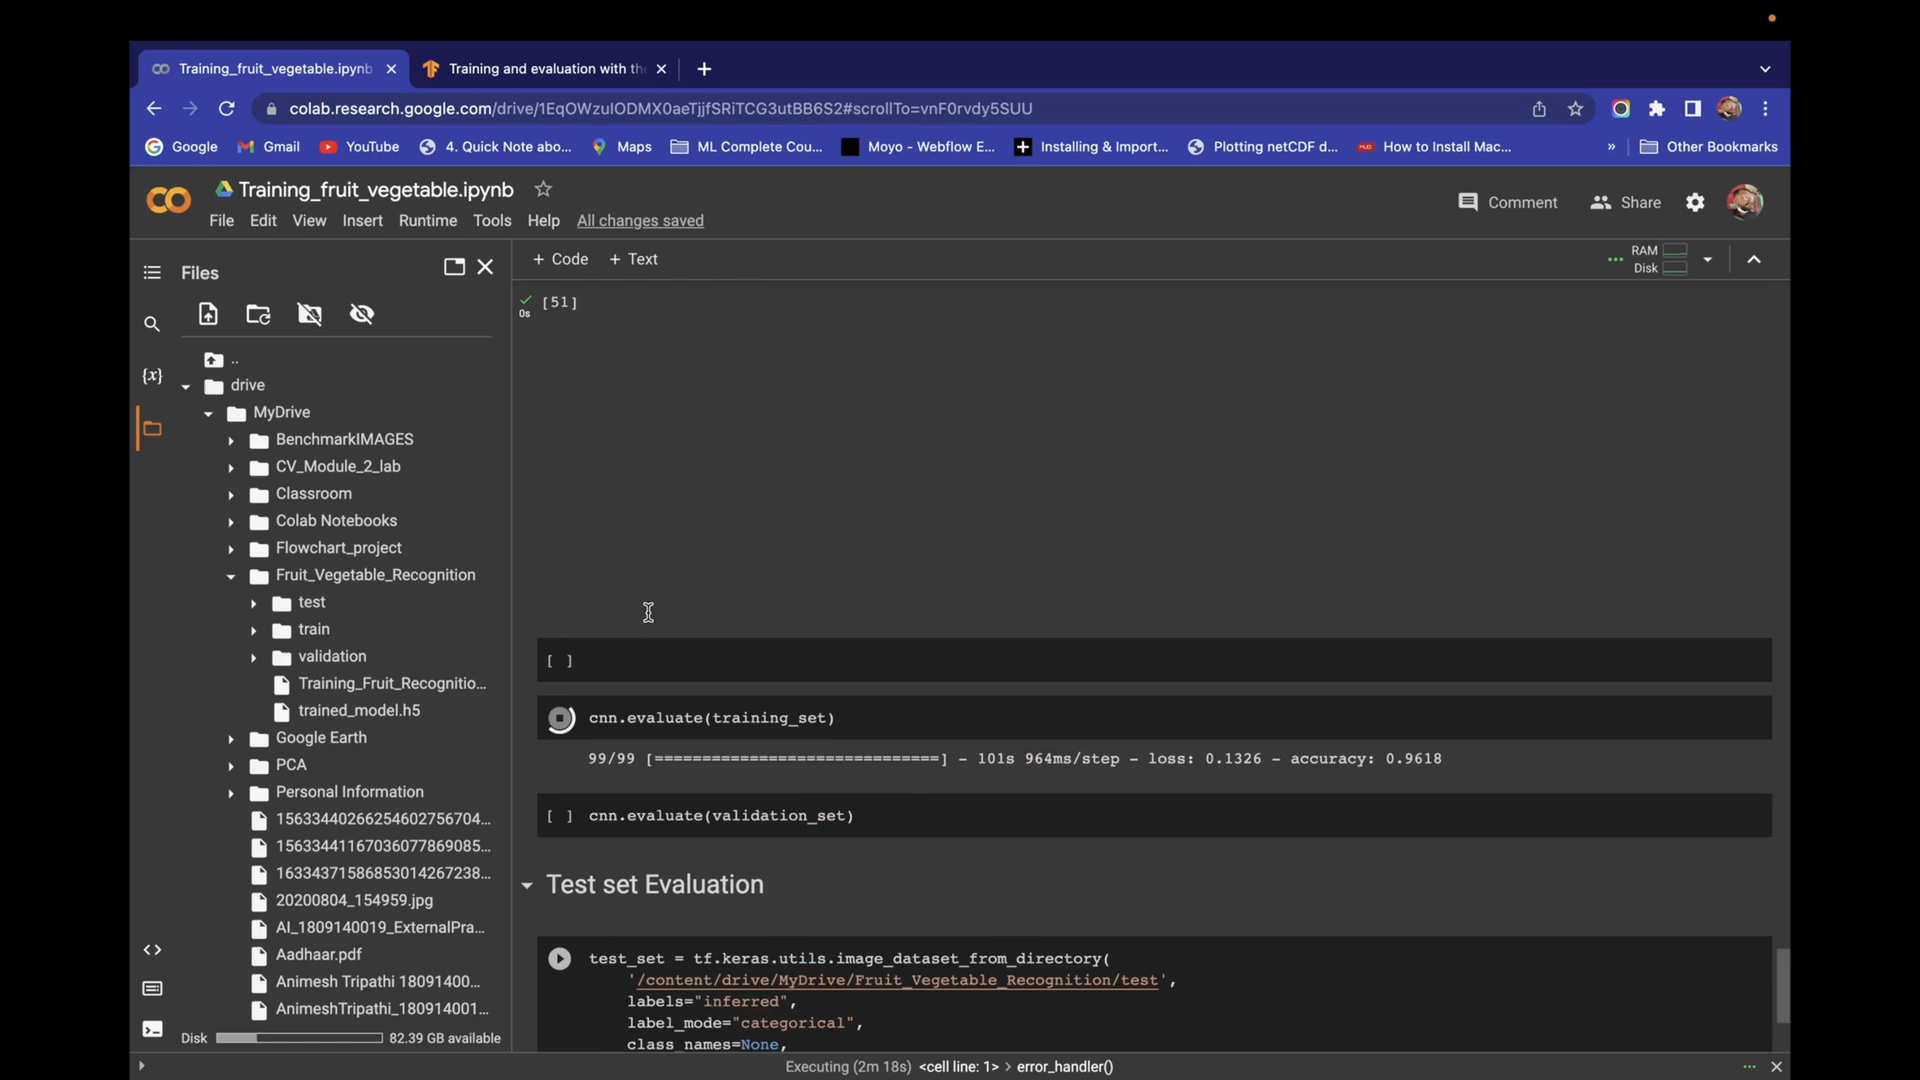 Training_fruit_vegetable.ipynb
Training and evaluation with th
colab.research.google.com/drive/1EqOWzuIODMX0aeTjjfSRiTCG3utBB6S2#scrollTo=vnF0rvdy5SUU
Google
Gmail
YouTube
4. Quick Note abo...
Maps
ML Complete Cou...
Moyo - Webflow E...
Installing & Import...
Plotting netCDF d...
How to Install Mac...
»
Other Bookmarks
Training_fruit_vegetable.ipynb
Comment
Share
File Edit View Insert Runtime Tools Help All changes saved
Files
+ Code + Text
RAM
Disk
{x}
..
drive
MyDrive
BenchmarkIMAGES
CV_Module_2_lab
Classroom
Colab Notebooks
Flowchart_project
Fruit_Vegetable_Recognition
test
train
validation
Training_Fruit_Recognitio...
trained_model.h5
Google Earth
PCA
Personal Information
15633440266254602756704...
15633441167036077869085...
16334371586853014267238...
20200804_154959.jpg
AI_1809140019_ExternalPra...
Aadhaar.pdf
Animesh Tripathi 18091400...
AnimeshTripathi_180914001...
Disk 82.39 GB available
[51]
0s
[ ]
cnn.evaluate(training_set)
99/99 [==============================] - 101s 964ms/step - loss: 0.1326 - accuracy: 0.9618
[ ] cnn.evaluate(validation_set)
Test set Evaluation
test_set = tf.keras.utils.image_dataset_from_directory(
'/content/drive/MyDrive/Fruit_Vegetable_Recognition/test',
labels="inferred",
label_mode="categorical",
class_names=None,
Executing (2m 18s) <cell line: 1> > error_handler()